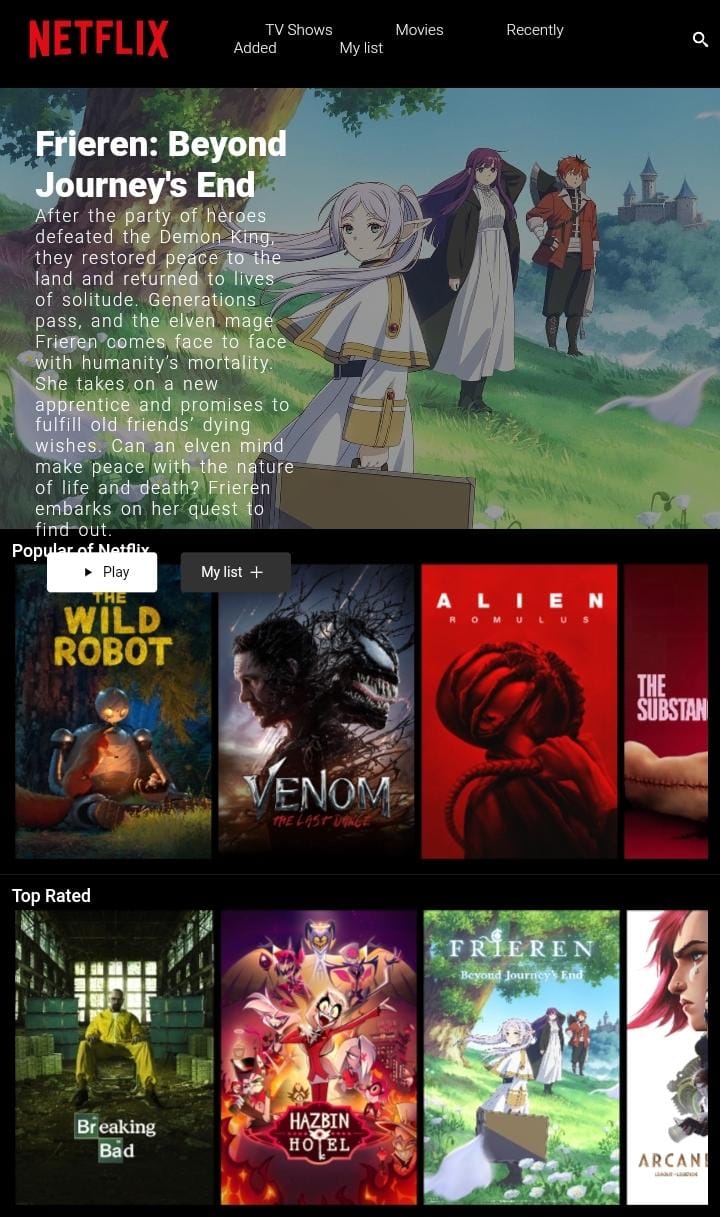 NETFLIX
TV Shows Movies Recently
Added My list
Frieren: Beyond
Journey's End
After the party of heroes
defeated the Demon King,
they restored peace to the
land and returned to lives
of solitude. Generations
pass, and the elven mage
Frieren comes face to face
with humanity’s mortality.
She takes on a new
apprentice and promises to
fulfill old friends’ dying
wishes. Can an elven mind
make peace with the nature
of life and death? Frieren
embarks on her quest to
find out.
Popular of Netflix
Play My list
THE
WILD
ROBOT
VENOM
THE LAST DANCE
ALIEN
ROMULUS
THE
SUBSTAN
Top Rated
Breaking
Bad
HAZBIN
HOTEL
FRIEREN
Beyond Journey's End
ARCANE
LEAGUE of LEGENDS